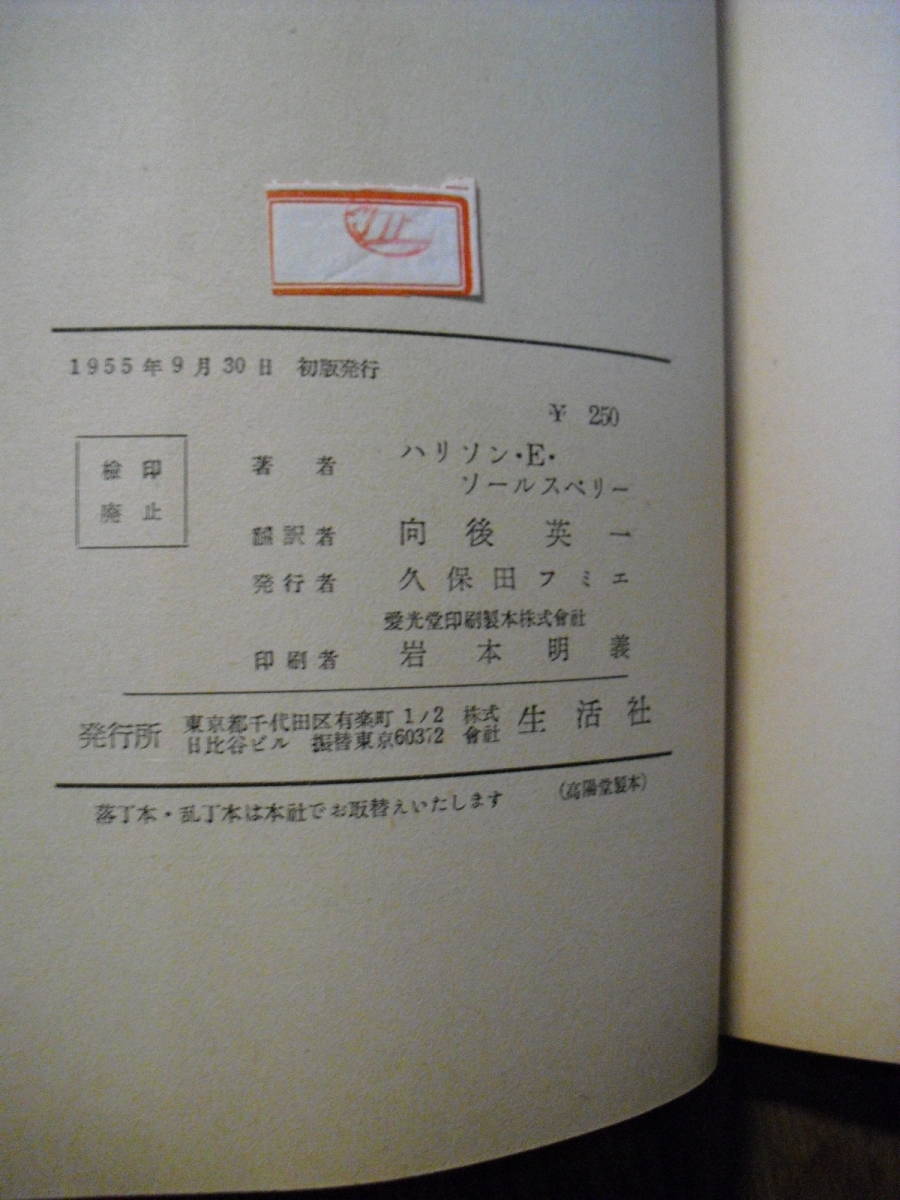 1955年9月30日 初版発行
¥ 250
検印
廃止
著者 ハリソン・E・
ソールスベリー
翻訳者 向後英一
発行者 久保田フミエ
愛光堂印刷製本株式會社
印刷者 岩本明義
発行所 東京都千代田区有楽町1ノ2 株式 生活社
日比谷ビル 振替東京60372 會社
落丁本・乱丁本は本社でお取替えいたします
(高陽堂製本)